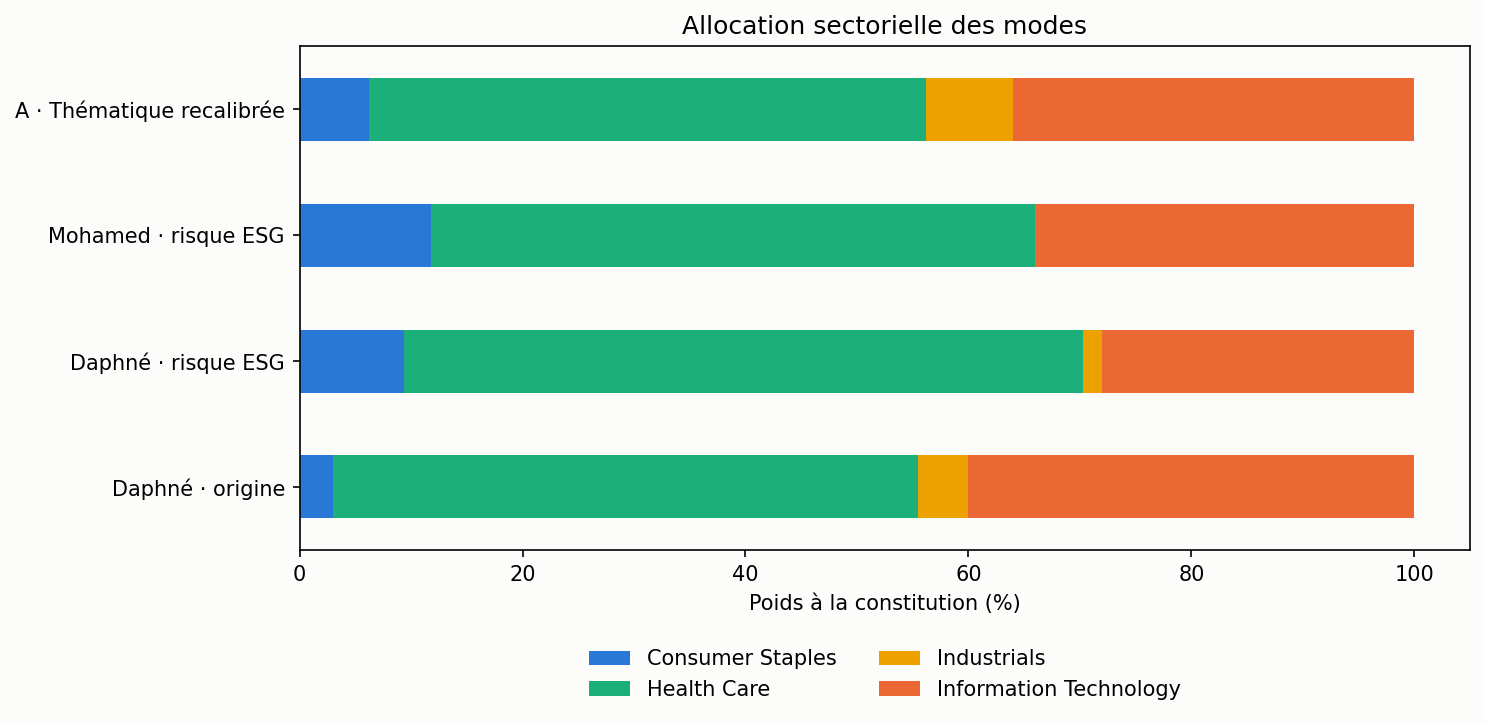 Allocation sectorielle des modes
A · Thématique recalibrée
Mohamed · risque ESG
Daphné · risque ESG
Daphné · origine
0 20 40 60 80 100
Poids à la constitution (%)
Consumer Staples
Health Care
Industrials
Information Technology